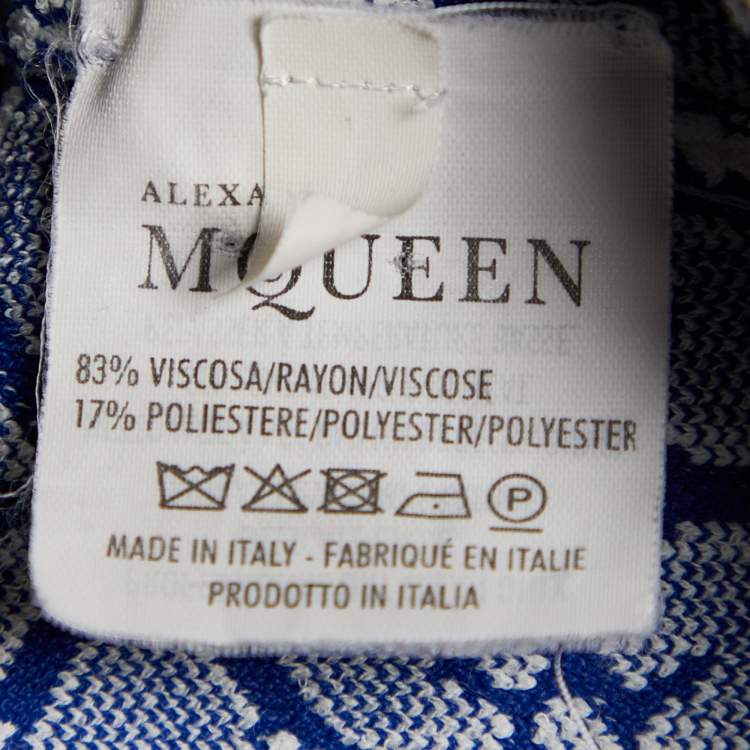 ALEXA
MCQUEEN
83% VISCOSA/RAYON/VISCOSE
17% POLIESTERE/POLYESTER/POLYESTER
P
MADE IN ITALY - FABRIQUÉ EN ITALIE
PRODOTTO IN ITALIA